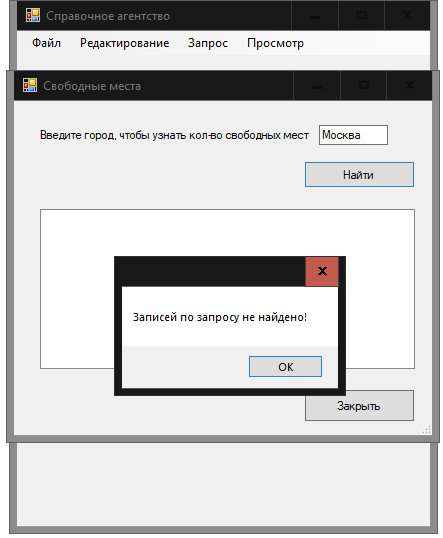 Справочное агентство
Файл Редактирование Запрос Просмотр
Свободные места
Введите город, чтобы узнать кол-во свободных мест Москва
Найти
Записей по запросу не найдено!
OK
Закрыть